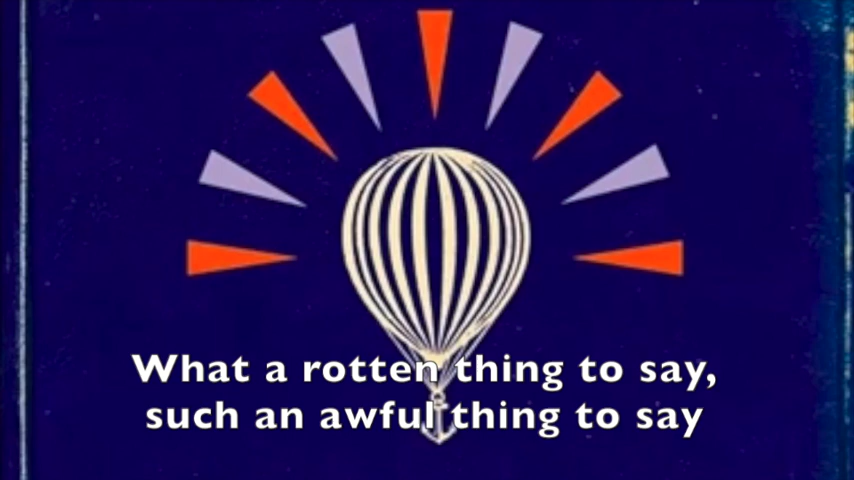 What a rotten thing to say,
such an awful thing to say